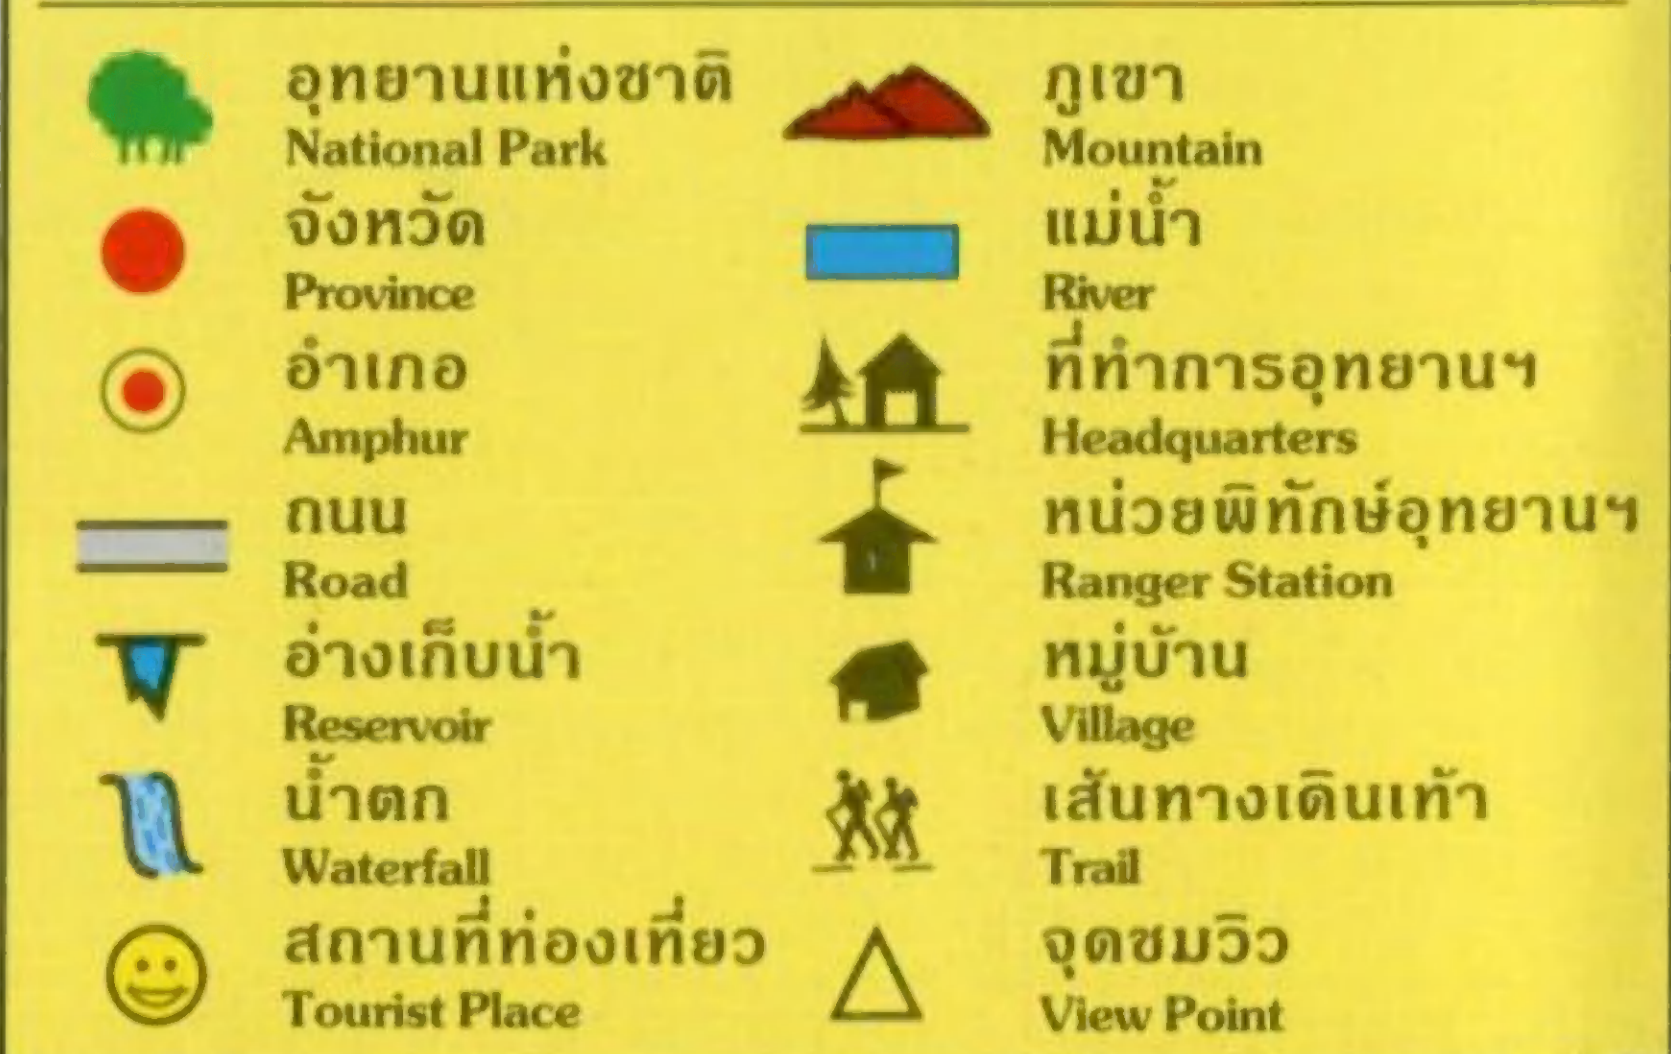 อุทยานแห่งชาติ
National Park
จังหวัด
Province
อำเภอ
Amphur
ถนน
Road
อ่างเก็บน้ำ
Reservoir
น้ำตก
Waterfall
สถานที่ท่องเที่ยว
Tourist Place
ภูเขา
Mountain
แม่น้ำ
River
ที่ทำการอุทยานฯ
Headquarters
หน่วยพิทักษ์อุทยานฯ
Ranger Station
หมู่บ้าน
Village
เส้นทางเดินเท้า
Trail
จุดชมวิว
View Point